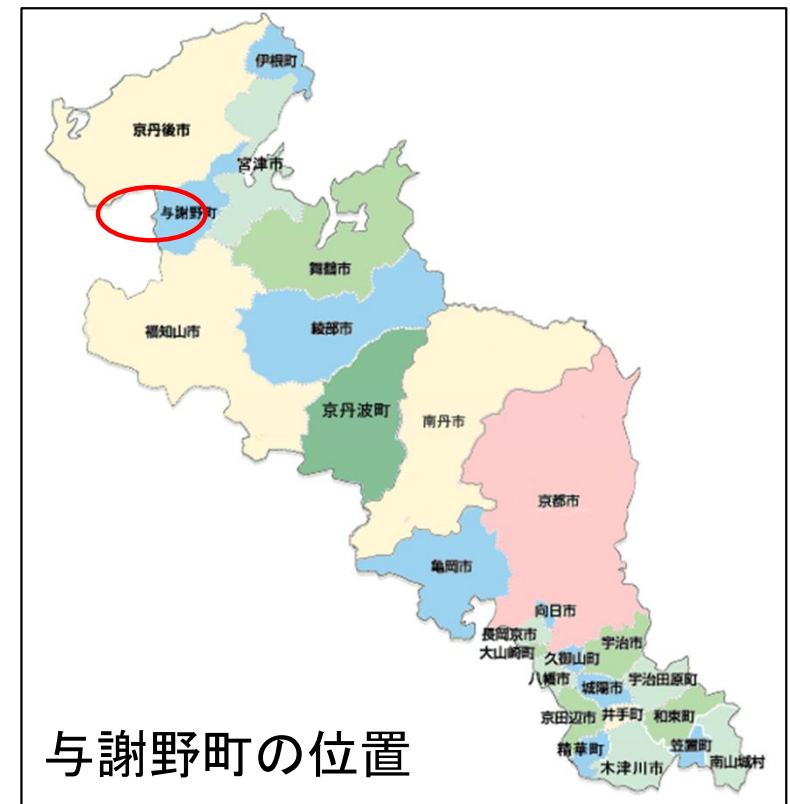 伊根町
京丹後市
宮津市
与謝野町
舞鶴市
福知山市
綾部市
京丹波町
南丹市
京都市
亀岡市
向日市
長岡京市
宇治市
大山崎町
久御山町
八幡市
宇治田原町
城陽市
京田辺市
井手町
和束町
精華町
笠置町
木津川市
南山城村
与謝野町の位置